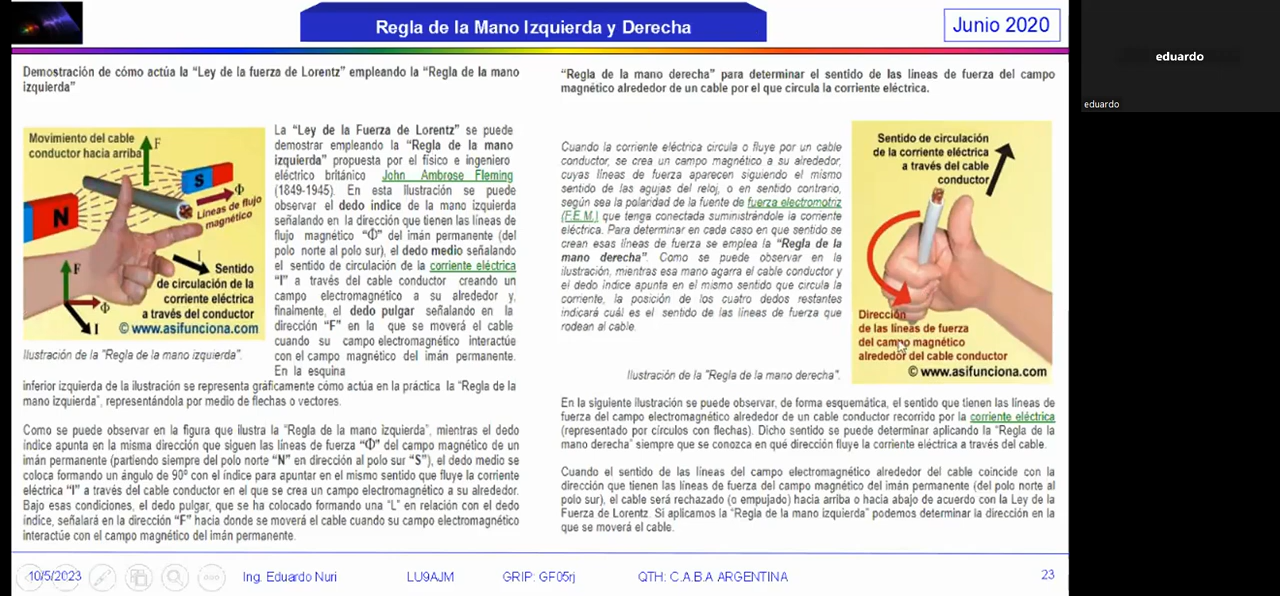 Regla de la Mano Izquierda y Derecha
Junio 2020
eduardo
eduardo
Demostración de cómo actúa la “Ley de la fuerza de Lorentz” empleando la “Regla de la mano
izquierda”
Movimiento del cable
conductor hacia arriba
F
S
N
Φ
Líneas de flujo
magnético
I
Sentido
de circulación de la
corriente eléctrica
a través del conductor
F
Φ
I
© www.asifunciona.com
Ilustración de la "Regla de la mano izquierda".
La “Ley de la Fuerza de Lorentz” se puede
demostrar empleando la “Regla de la mano
izquierda” propuesta por el físico e ingeniero
eléctrico británico John Ambrose Fleming
(1849-1945). En esta ilustración se puede
observar el dedo índice de la mano izquierda
señalando en la dirección que tienen las líneas de
flujo magnético “Φ” del imán permanente (del
polo norte al polo sur), el dedo medio señalando
el sentido de circulación de la corriente eléctrica
“I” a través del cable conductor creando un
campo electromagnético a su alrededor y,
finalmente, el dedo pulgar señalando en la
dirección “F” en la que se moverá el cable
cuando su campo electromagnético interactúe
con el campo magnético del imán permanente.
En la esquina
inferior izquierda de la ilustración se representa gráficamente cómo actúa en la práctica la “Regla de la
mano izquierda”, representándola por medio de flechas o vectores.
Como se puede observar en la figura que ilustra la “Regla de la mano izquierda”, mientras el dedo
índice apunta en la misma dirección que siguen las líneas de fuerza “Φ” del campo magnético de un
imán permanente (partiendo siempre del polo norte “N” en dirección al polo sur “S”), el dedo medio se
coloca formando un ángulo de 90º con el índice para apuntar en el mismo sentido que fluye la corriente
eléctrica “I” a través del cable conductor en el que se crea un campo electromagnético a su alrededor.
Bajo esas condiciones, el dedo pulgar, que se ha colocado formando una “L” en relación con el dedo
índice, señalará en la dirección “F” hacia donde se moverá el cable cuando su campo electromagnético
interactúe con el campo magnético del imán permanente.
“Regla de la mano derecha” para determinar el sentido de las líneas de fuerza del campo
magnético alrededor de un cable por el que circula la corriente eléctrica.
Cuando la corriente eléctrica circula o fluye por un cable
conductor, se crea un campo magnético a su alrededor,
cuyas líneas de fuerza aparecen siguiendo el mismo
sentido de las agujas del reloj, o en sentido contrario,
según sea la polaridad de la fuente de fuerza electromotriz
(F.E.M.) que tenga conectada suministrándole la corriente
eléctrica. Para determinar en cada caso en que sentido se
crean esas líneas de fuerza se emplea la “Regla de la
mano derecha”. Como se puede observar en la
ilustración, mientras esa mano agarra el cable conductor y
el dedo índice apunta en el mismo sentido que circula la
corriente, la posición de los cuatro dedos restantes
indicará cuál es el sentido de las líneas de fuerza que
rodean al cable.
Ilustración de la "Regla de la mano derecha".
Sentido de circulación
de la corriente eléctrica
a través del cable
conductor
Dirección
de las líneas de fuerza
del campo magnético
alrededor del cable conductor
© www.asifunciona.com
En la siguiente ilustración se puede observar, de forma esquemática, el sentido que tienen las líneas de
fuerza del campo electromagnético alrededor de un cable conductor recorrido por la corriente eléctrica
(representado por círculos con flechas). Dicho sentido se puede determinar aplicando la “Regla de la
mano derecha” siempre que se conozca en qué dirección fluye la corriente eléctrica a través del cable.
Cuando el sentido de las líneas del campo electromagnético alrededor del cable coincide con la
dirección que tienen las líneas de fuerza del campo magnético del imán permanente (del polo norte al
polo sur), el cable será rechazado (o empujado) hacia arriba o hacia abajo de acuerdo con la Ley de la
Fuerza de Lorentz. Si aplicamos la “Regla de la mano izquierda” podemos determinar la dirección en la
que se moverá el cable.
10/5/2023
Ing. Eduardo Nuri
LU9AJM
GRIP: GF05rj
QTH: C.A.B.A ARGENTINA
23